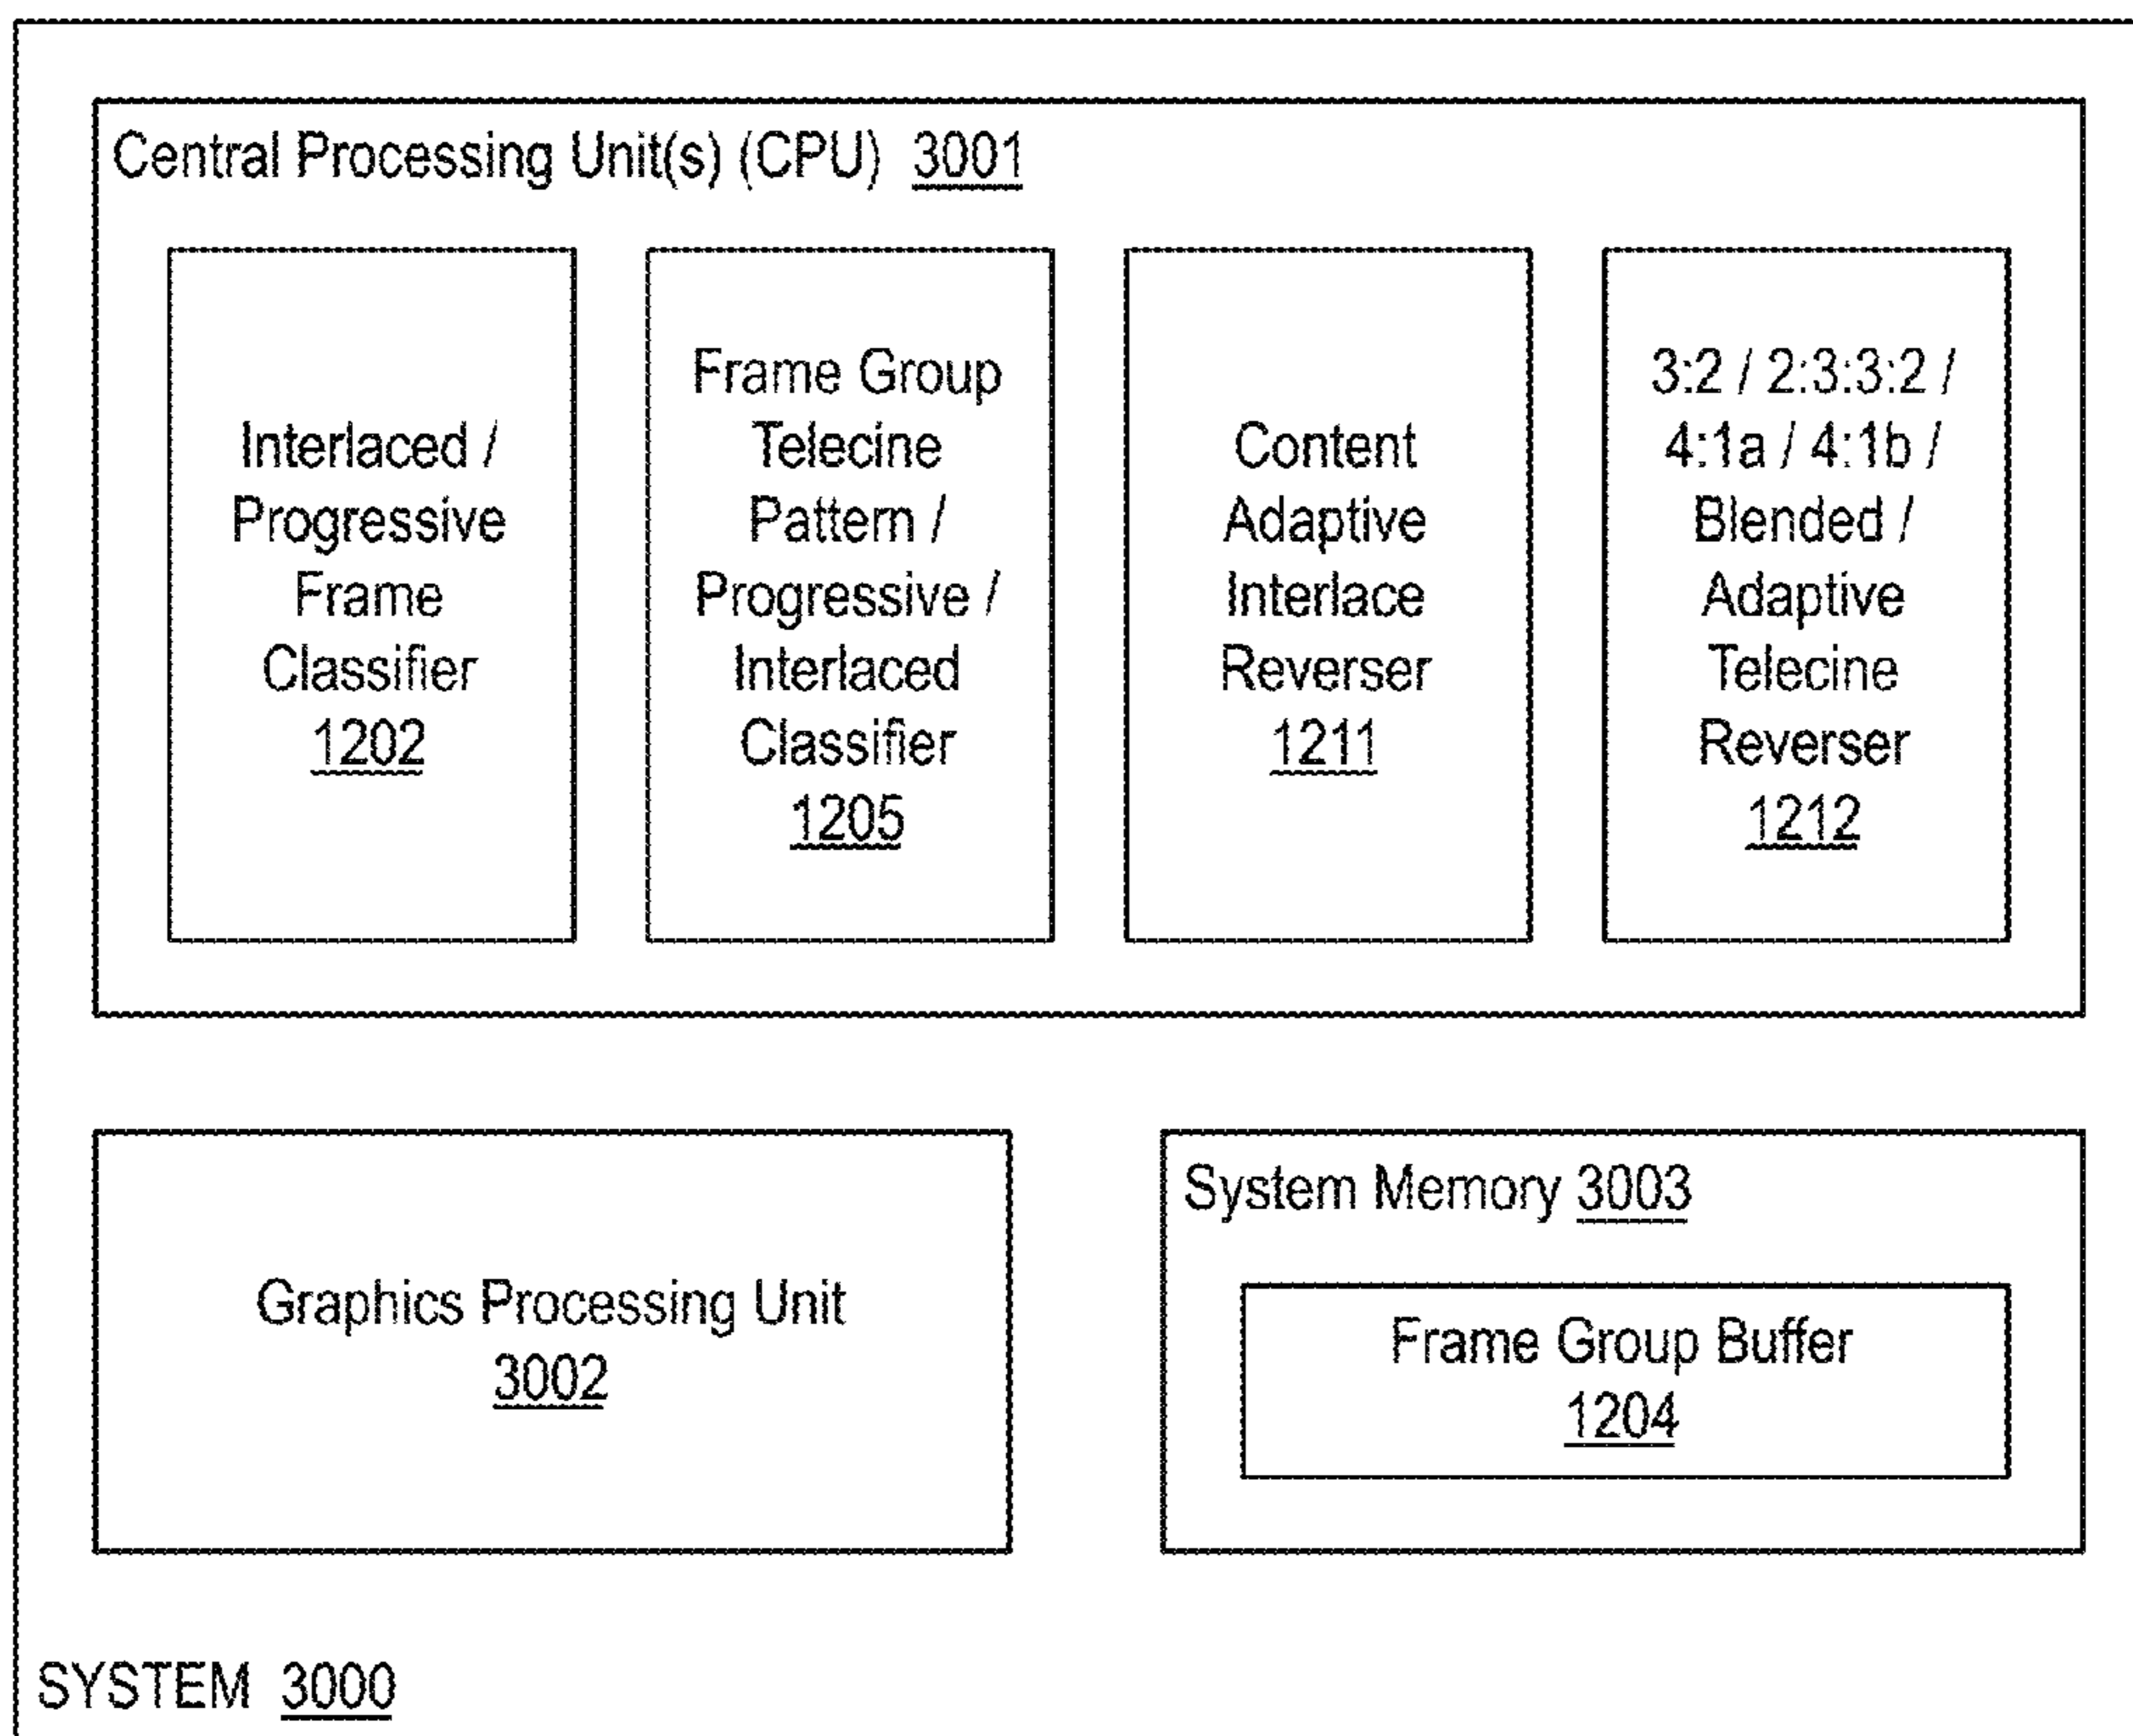 Central Processing Unit(s) (CPU) 3001
Interlaced /
Progressive
Frame
Classifier
1202
Frame Group
Telecine
Pattern /
Progressive /
Interlaced
Classifier
1205
Content
Adaptive
Interlace
Reverser
1211
3:2 / 2:3:3:2 /
4:1a / 4:1b /
Blended /
Adaptive
Telecine
Reverser
1212
Graphics Processing Unit
3002
System Memory 3003
Frame Group Buffer
1204
SYSTEM 3000